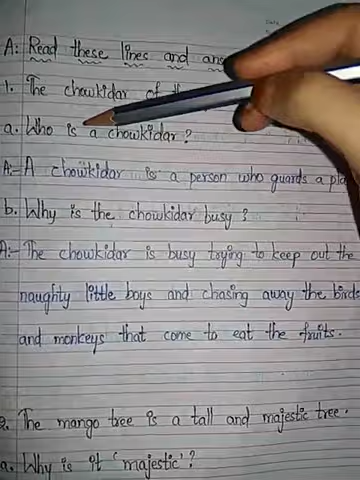 A: Read these lines and
1. The chowkidar of
a. Who is a chowkidar?
A:- A chowkidar is a person who guards a
b. Why is the chowkidar busy?
A:- The chowkidar is busy trying to keep out the
naughty little boys and chasing away the birds
and monkeys that come to eat the fruits.
2. The mango tree is a tall and majestic tree.
a. Why is it 'majestic'?